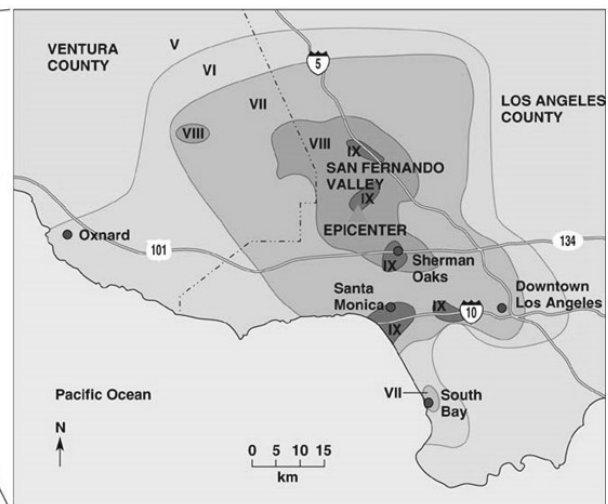 VENTURA
COUNTY
V
VI
VII
VIII
VIII
5
LOS ANGELES
COUNTY
IX
SAN FERNANDO
VALLEY
IX
EPICENTER
Oxnard
101
134
IX
Sherman
Oaks
Santa
Monica
IX
IX
10
Downtown
Los Angeles
Pacific Ocean
VII
South
Bay
N
0 5 10 15
km